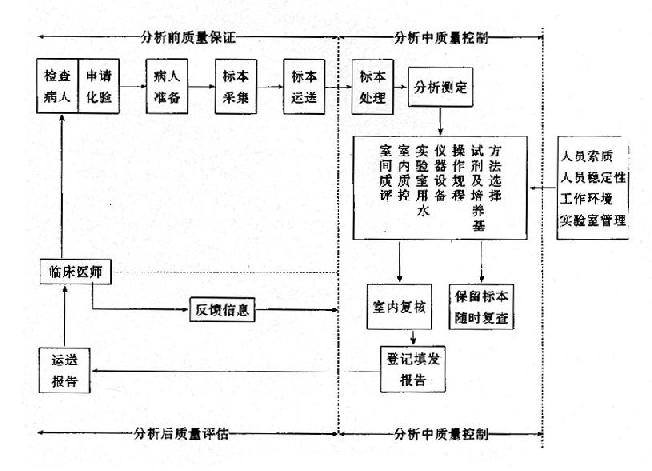 分析前质量保证
分析中质量控制
检查
病人
申请
化验
病人
准备
标本
采集
标本
运送
标本
处理
分析测定
室间质评
室内质控
实验室用水
仪器设备
操作规程
试剂及培养基
方法选择
人员索质
人员稳定性
工作环境
实验室管理
临床医师
反馈信息
室内复核
保留标本
随时复查
运送
报告
登记填发
报告
分析后质量评估
分析中质量控制